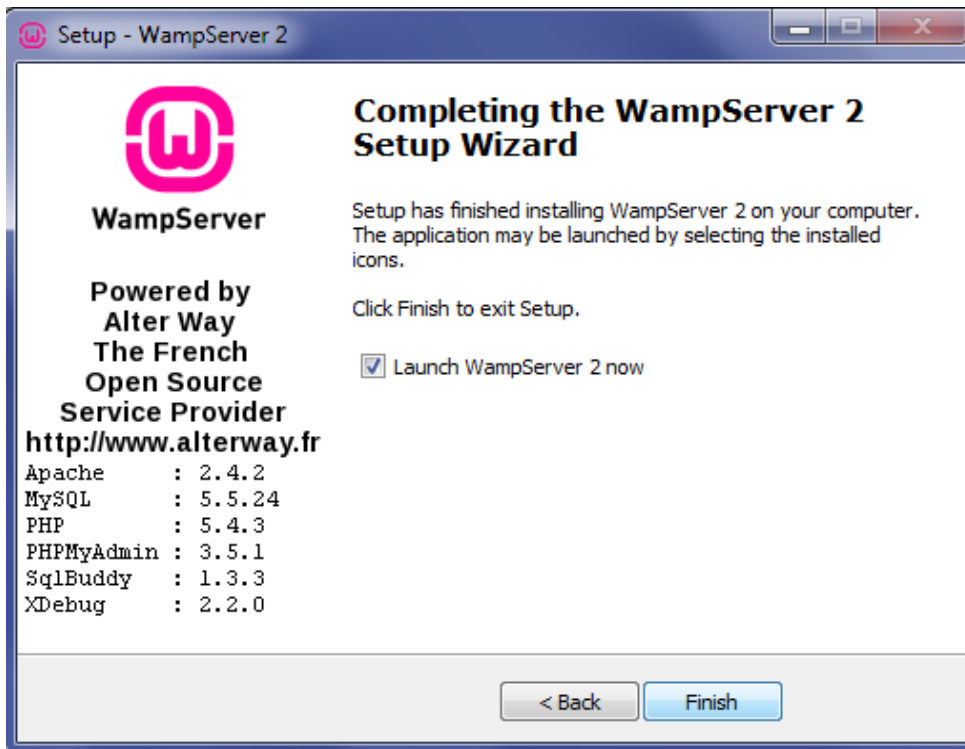 Setup - WampServer 2
WampServer
Powered by
Alter Way
The French
Open Source
Service Provider
http://www.alterway.fr
Apache : 2.4.2
MySQL : 5.5.24
PHP : 5.4.3
PHPMyAdmin : 3.5.1
SqlBuddy : 1.3.3
XDebug : 2.2.0
Completing the WampServer 2
Setup Wizard
Setup has finished installing WampServer 2 on your computer.
The application may be launched by selecting the installed
icons.
Click Finish to exit Setup.
Launch WampServer 2 now
< Back
Finish